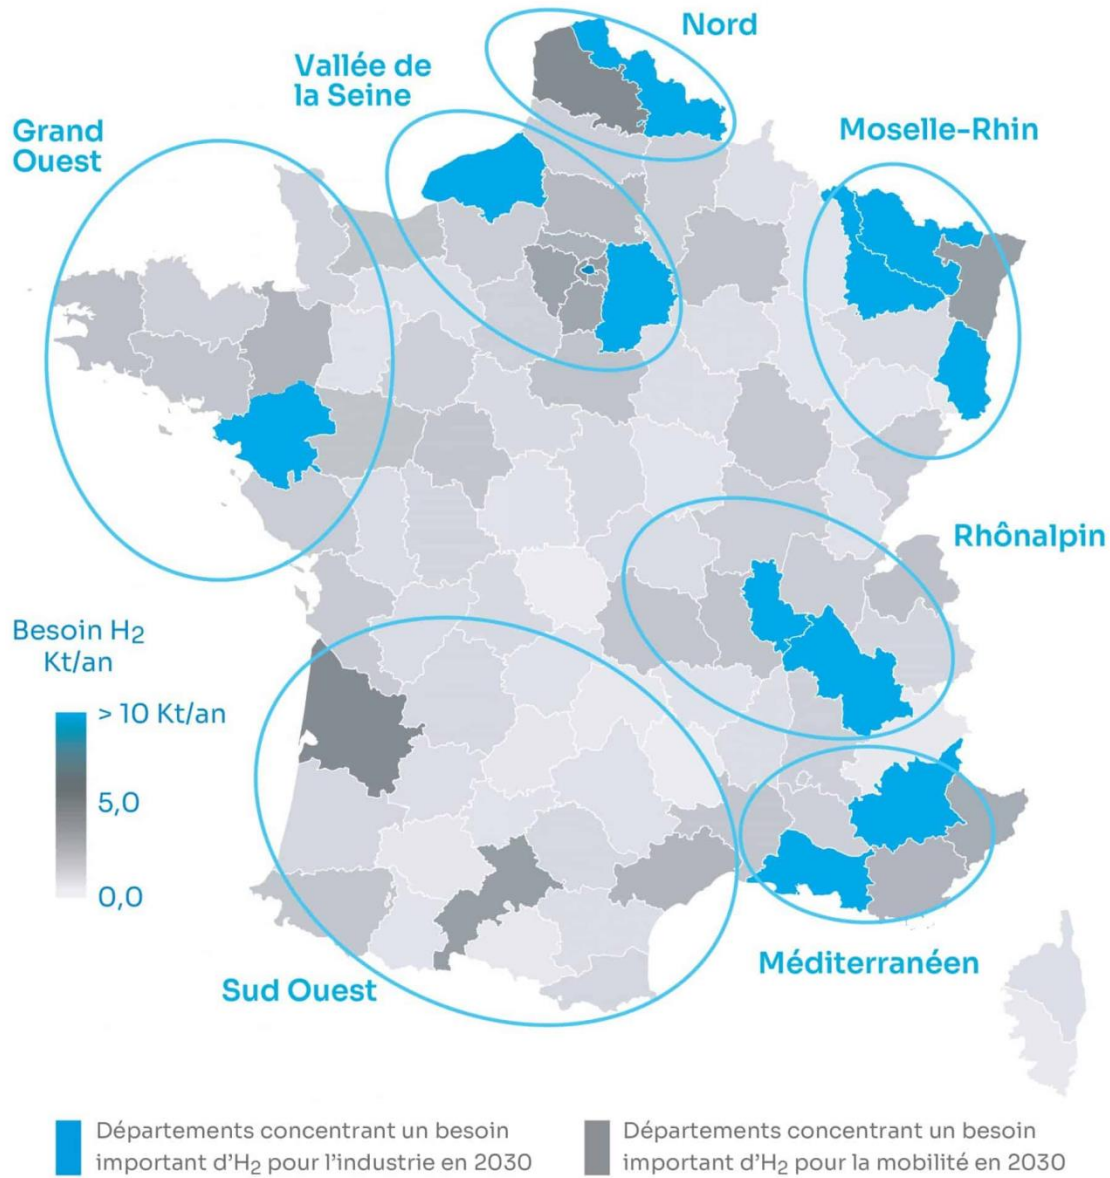 Nord
Vallée de
la Seine
Grand
Ouest
Moselle-Rhin
Rhônalpin
Besoin H₂
Kt/an
> 10 Kt/an
5,0
0,0
Sud Ouest
Méditerranéen
Départements concentrant un besoin
important d’H₂ pour l’industrie en 2030
Départements concentrant un besoin
important d’H₂ pour la mobilité en 2030